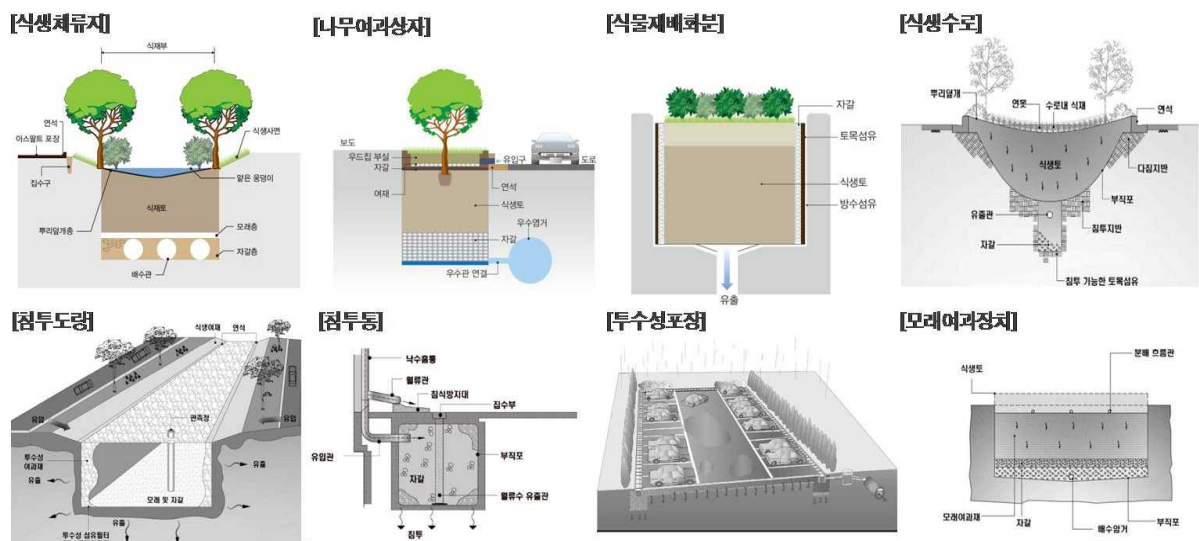 [식생체류지]
식재부
연석
아스팔트 포장
집수구
식생사면
얕은 웅덩이
식재토
뿌리덮개층
모래층
자갈층
배수관
[나무여과상자]
보도
우드칩 부설
자갈
여재
유입구
도로
연석
식생토
우수암거
자갈
우수관 연결
[식물재배화분]
자갈
토목섬유
식생토
방수섬유
유출
[식생수로]
뿌리덮개
연못
수로내 식재
연석
식생토
다짐지반
부직포
유출관
침투지반
자갈
침투 가능한 토목섬유
[침투도랑]
식생여재
연석
유입
관측정
유입
투수성
여과재
유출
유출
모래 및 자갈
투수성 섬유필터
유출
[침투통]
낙수홈통
월류관
침식방지대
집수부
유입관
자갈
부직포
월류수 유출관
침투
[투수성포장]
[모래여과장치]
식생토
분배 흐름관
모래여과재
자갈
배수암거
부직포